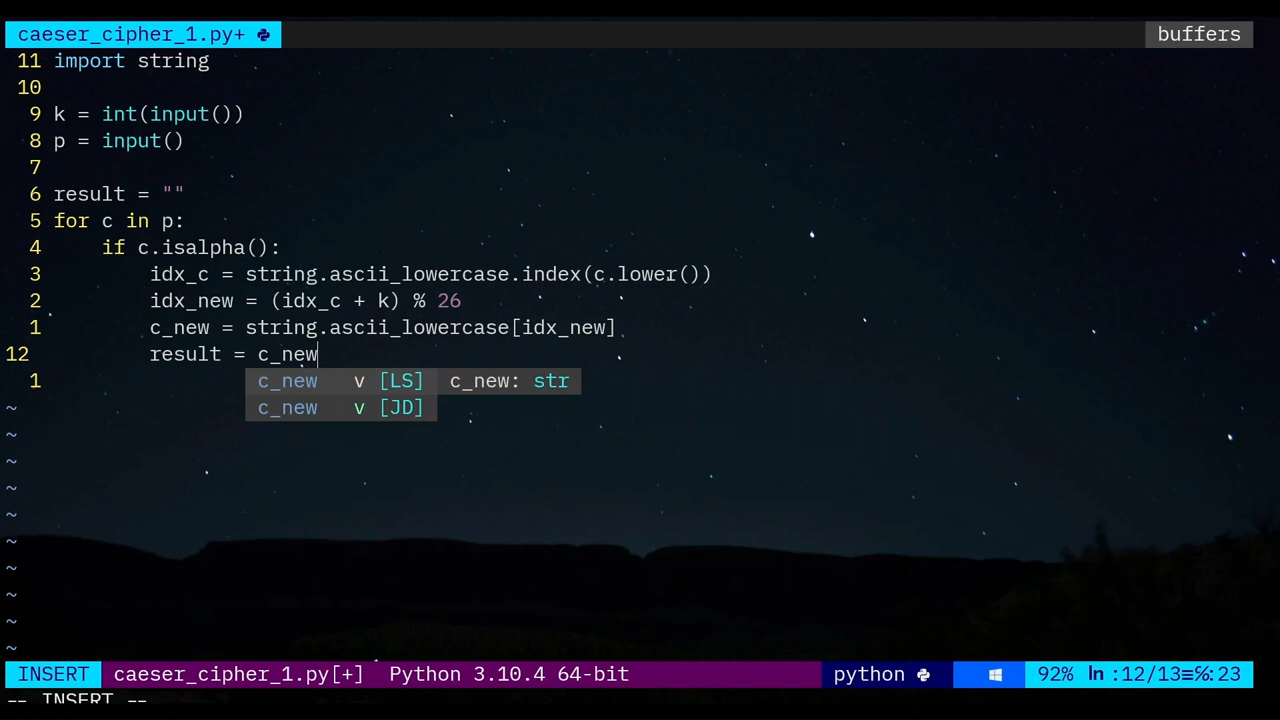 caeser_cipher_1.py+ buffers
11 import string
10
9 k = int(input())
8 p = input()
7
6 result = ""
5 for c in p:
4 if c.isalpha():
3 idx_c = string.ascii_lowercase.index(c.lower())
2 idx_new = (idx_c + k) % 26
1 c_new = string.ascii_lowercase[idx_new]
12 result = c_new
1 c_new v [LS] c_new: str
~ c_new v [JD]
~
~
~
~
~
~
~
~
~
INSERT caeser_cipher_1.py[+] Python 3.10.4 64-bit python 92% ln :12/13≡℅:23
-- INSERT --